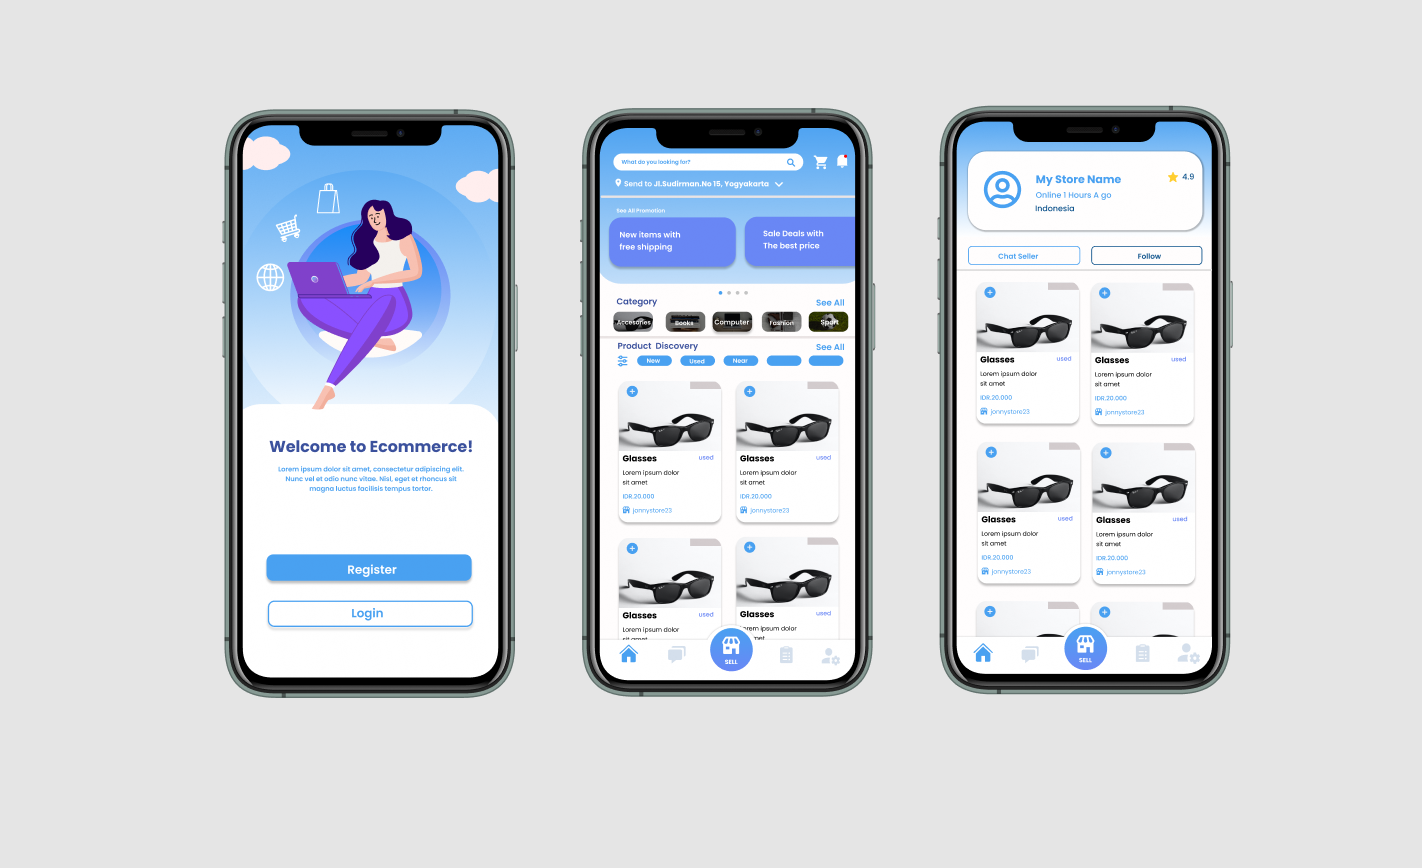 Welcome to Ecommerce!
Lorem ipsum dolor sit amet, consectetur adipiscing elit.
Nunc vel et odio nunc vitae. Nisl, eget et rhoncus sit
magna luctus facilisis tempus tortor.
Register
Login
What do you looking for?
Send to Jl.Sudirman.No 15, Yogyakarta
See All Promotion
New items with
free shipping
Sale Deals with
The best price
Category
See All
Accesories
Books
Computer
Fashion
Sport
Product Discovery
See All
New
Used
Near
Glasses
used
Lorem ipsum dolor
sit amet
IDR.20.000
jonnystore23
Glasses
used
Lorem ipsum dolor
sit amet
IDR.20.000
jonnystore23
Glasses
used
Lorem ipsum dolor
sit amet
Glasses
used
Lorem ipsum dolor
amet
SELL
My Store Name
4.9
Online 1 Hours A go
Indonesia
Chat Seller
Follow
Glasses
used
Lorem ipsum dolor
sit amet
IDR.20.000
jonnystore23
Glasses
used
Lorem ipsum dolor
sit amet
IDR.20.000
jonnystore23
Glasses
used
Lorem ipsum dolor
sit amet
IDR.20.000
jonnystore23
Glasses
used
Lorem ipsum dolor
sit amet
IDR.20.000
jonnystore23
SELL